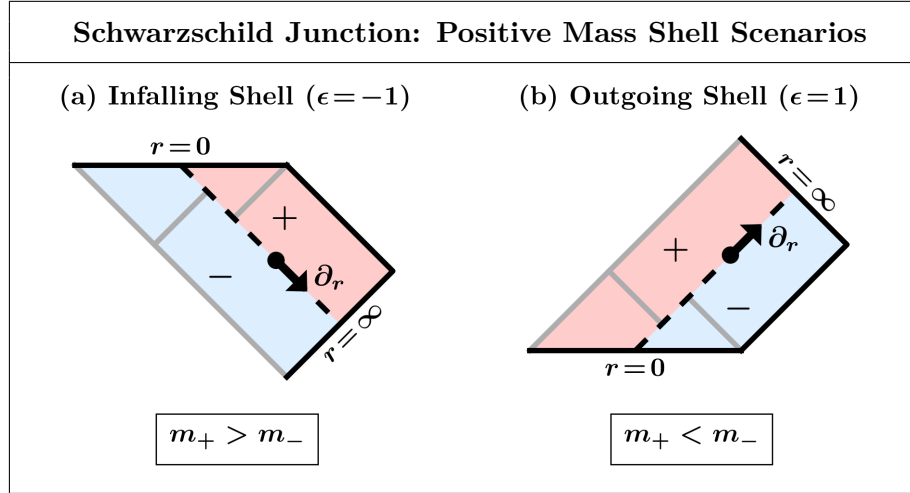 Schwarzschild Junction: Positive Mass Shell Scenarios
(a) Infalling Shell (ϵ = −1)
r = 0
+
−
∂r
r = ∞
m+ > m−
(b) Outgoing Shell (ϵ = 1)
r = ∞
+
∂r
−
r = 0
m+ < m−